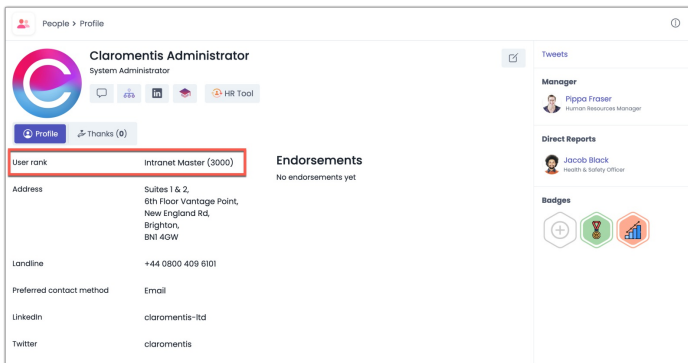 People > Profile
Claromentis Administrator
System Administrator
in
HR Tool
Profile
Thanks (0)
User rank
Intranet Master (3000)
Address
Suites 1 & 2,
6th Floor Vantage Point,
New England Rd,
Brighton,
BN1 4GW
Landline
+44 0800 409 6101
Preferred contact method
Email
LinkedIn
claromentis-ltd
Twitter
claromentis
Endorsements
No endorsements yet
Tweets
Manager
Pippa Fraser
Human Resources Manager
Direct Reports
Jacob Black
Health & Safety Officer
Badges